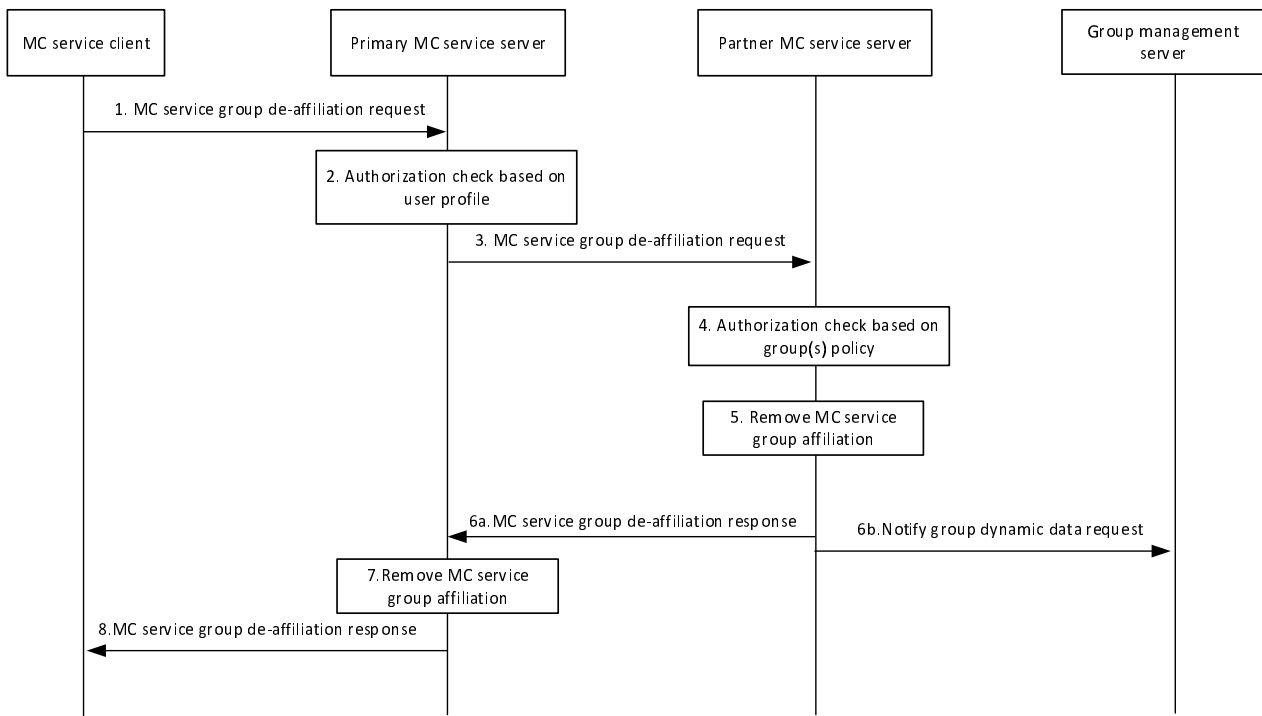 MC service client
Primary MC service server
Partner MC service server
Group management
server
1. MC service group de-affiliation request
2. Authorization check based on
user profile
3. MC service group de-affiliation request
4. Authorization check based on
group(s) policy
5. Remove MC service
group affiliation
6a.MC service group de-affiliation response
6b.Notify group dynamic data request
7.Remove MC service
group affiliation
8.MC service group de-affiliation response